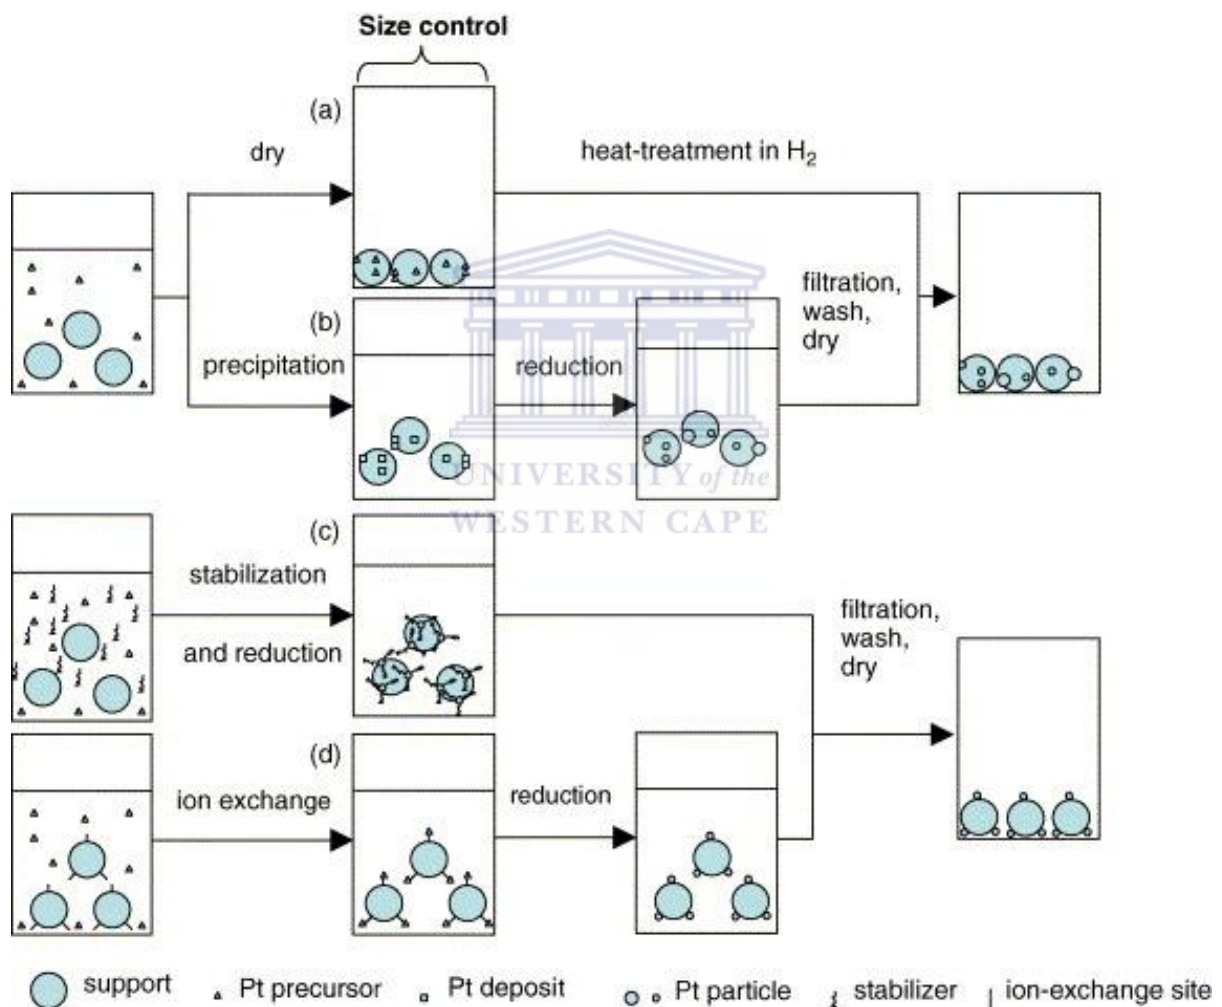 Size control
(a)
dry
heat-treatment in H₂
(b)
precipitation
reduction
filtration,
wash,
dry
UNIVERSITY of the
WESTERN CAPE
(c)
stabilization
and reduction
filtration,
wash,
dry
(d)
ion exchange
reduction
support Pt precursor Pt deposit Pt particle stabilizer ion-exchange site